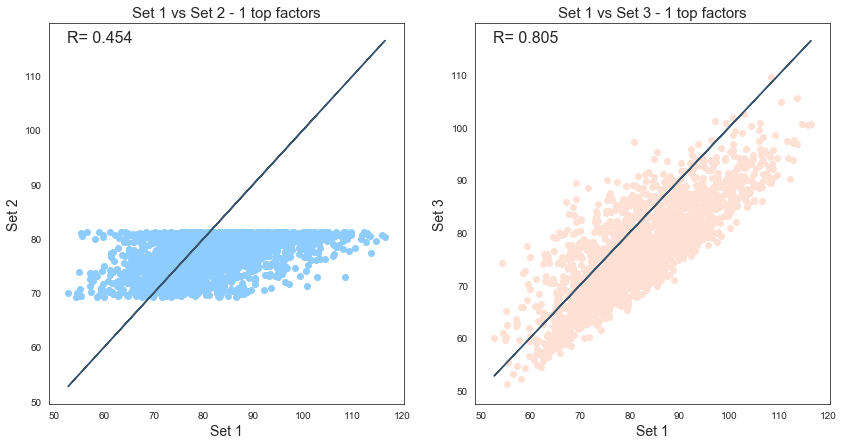 Set 1 vs Set 2 - 1 top factors
R= 0.454
110
100
90
80
70
60
50
Set 2
50 60 70 80 90 100 110 120
Set 1
Set 1 vs Set 3 - 1 top factors
R= 0.805
110
100
90
80
70
60
50
Set 3
50 60 70 80 90 100 110 120
Set 1